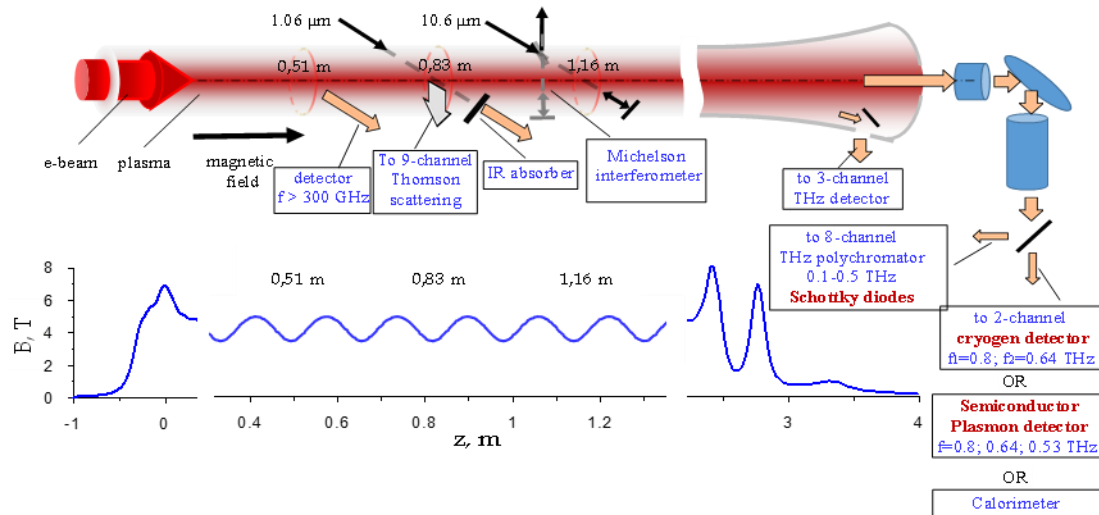 1.06 µm
10.6 µm
0,51 m
0,83 m
1,16 m
e-beam
plasma
magnetic
field
detector
f > 300 GHz
To 9-channel
Thomson
scattering
IR absorber
Michelson
interferometer
to 3-channel
THz detector
to 8-channel
THz polychromator
0.1-0.5 THz
Schottky diodes
to 2-channel
cryogen detector
f1=0.8; f2=0.64 THz
OR
Semiconductor
Plasmon detector
f=0.8; 0.64; 0.53 THz
OR
Calorimeter
0,51 m
0,83 m
1,16 m
B, T
8
6
4
2
0
-1
0
0.4
0.6
0.8
1
1.2
3
4
z, m